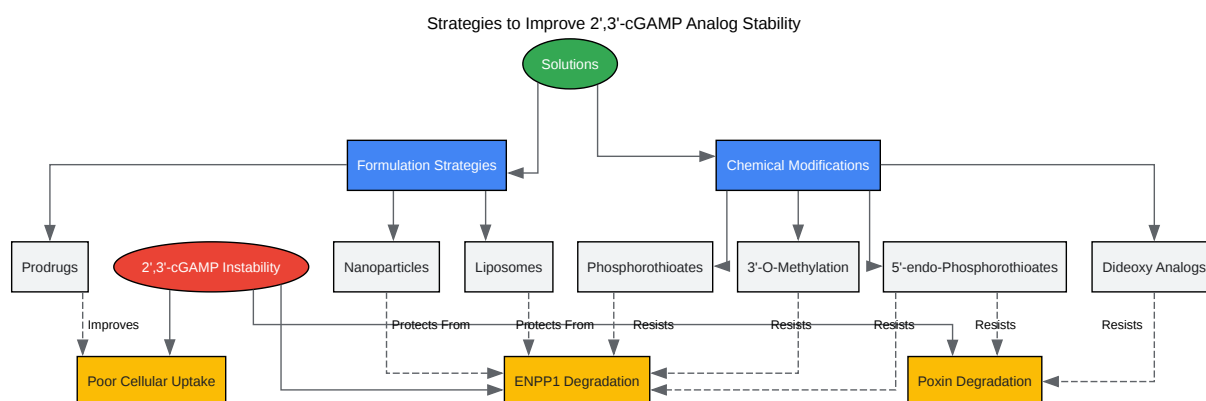 Strategies to Improve 2',3'-cGAMP Analog Stability
Solutions
Formulation Strategies
Chemical Modifications
Prodrugs
2',3'-cGAMP Instability
Nanoparticles
Liposomes
Phosphorothioates
3'-O-Methylation
5'-endo-Phosphorothioates
Dideoxy Analogs
Improves
Protects From
Protects From
Resists
Resists
Resists
Resists
Resists
Poor Cellular Uptake
ENPP1 Degradation
Poxin Degradation